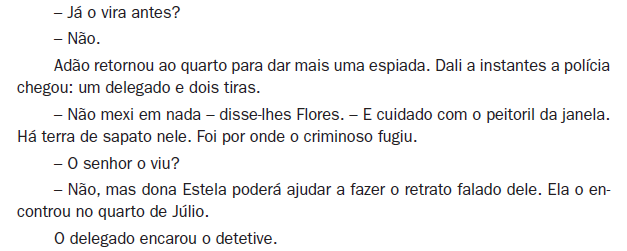 – Já o vira antes?
– Não.
Adão retornou ao quarto para dar mais uma espiada. Dali a instantes a polícia
chegou: um delegado e dois tiras.
– Não mexi em nada – disse-lhes Flores. – E cuidado com o peitoril da janela.
Há terra de sapato nele. Foi por onde o criminoso fugiu.
– O senhor o viu?
– Não, mas dona Estela poderá ajudar a fazer o retrato falado dele. Ela o en-
controu no quarto de Júlio.
O delegado encarou o detetive.